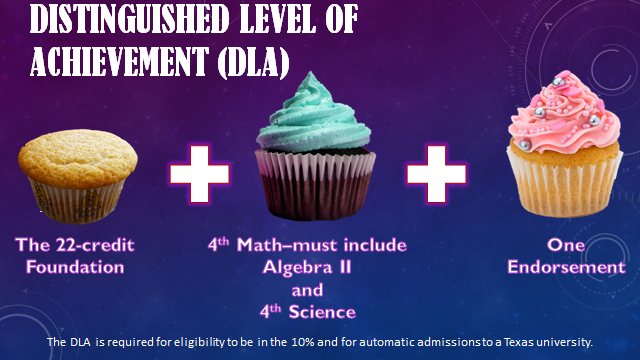 DISTINGUISHED LEVEL OF
ACHIEVEMENT (DLA)
The 22-credit
Foundation
4th Math–must include
Algebra II
and
4th Science
One
Endorsement
The DLA is required for eligibility to be in the 10% and for automatic admissions to a Texas university.